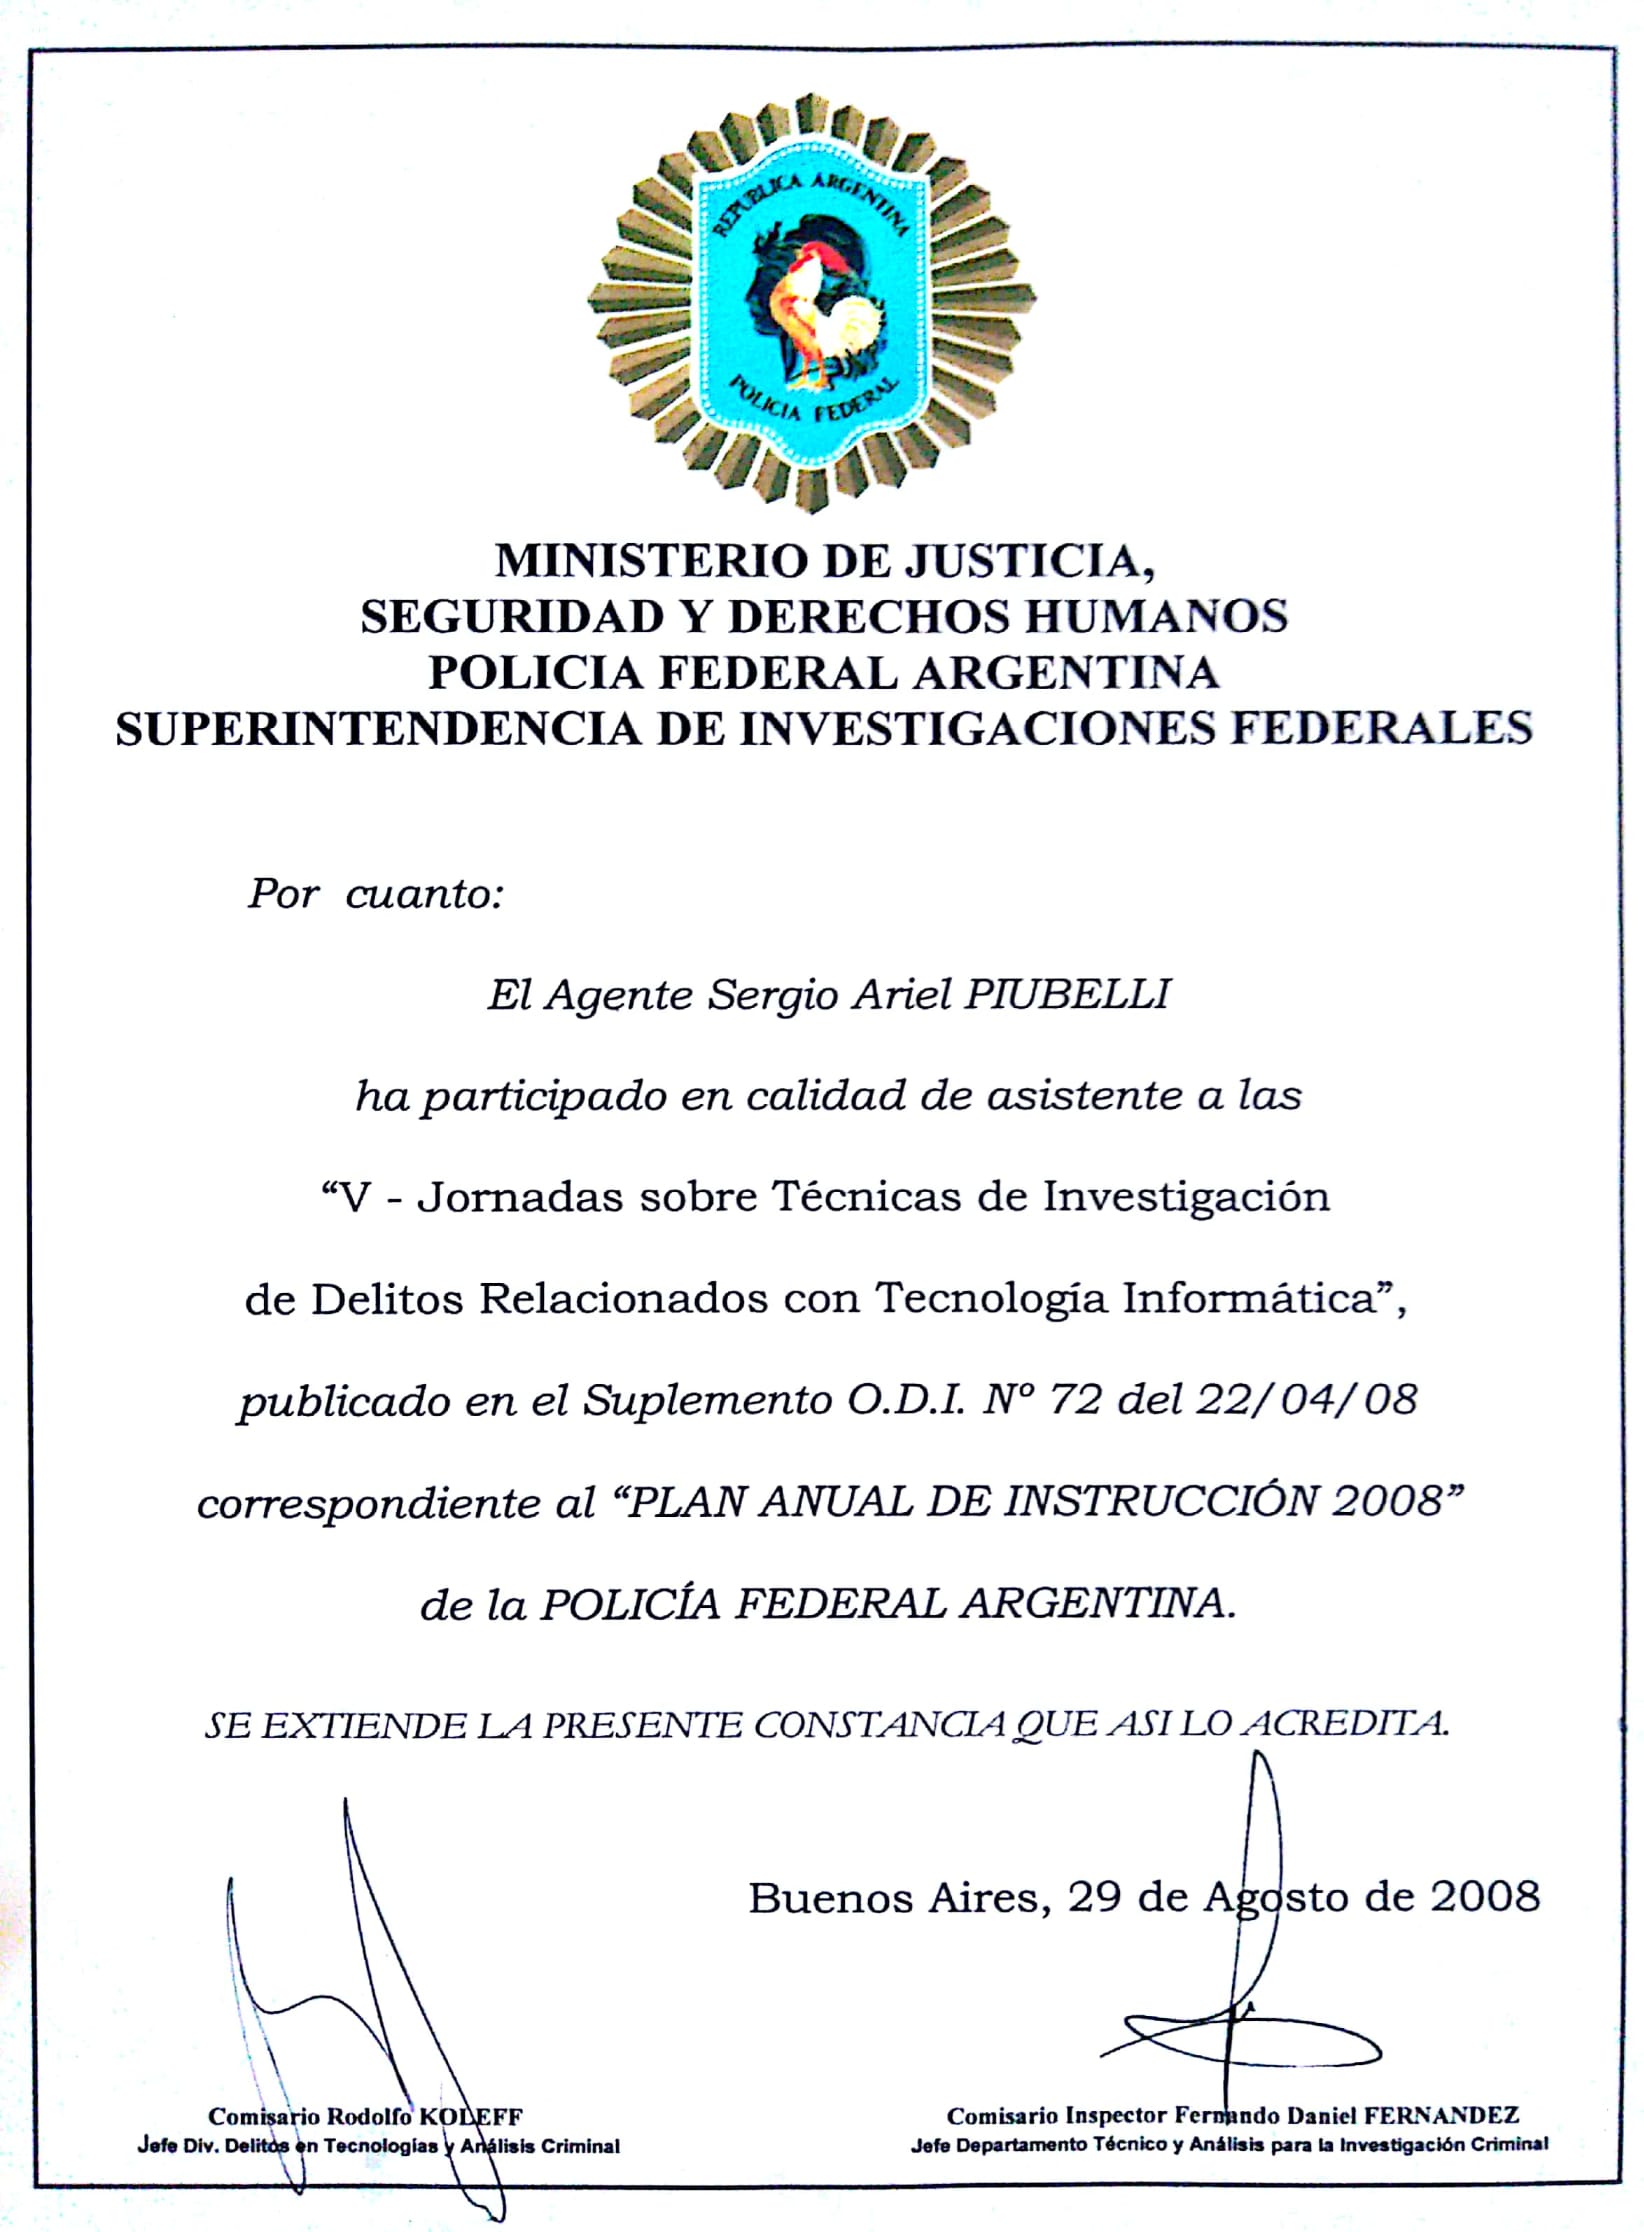 REPUBLICA ARGENTINA
POLICIA FEDERAL
MINISTERIO DE JUSTICIA,
SEGURIDAD Y DERECHOS HUMANOS
POLICIA FEDERAL ARGENTINA
SUPERINTENDENCIA DE INVESTIGACIONES FEDERALES
Por cuanto:
El Agente Sergio Ariel PIUBELLI
ha participado en calidad de asistente a las
“V - Jornadas sobre Técnicas de Investigación
de Delitos Relacionados con Tecnología Informática”,
publicado en el Suplemento O.D.I. Nº 72 del 22/04/08
correspondiente al “PLAN ANUAL DE INSTRUCCIÓN 2008”
de la POLICÍA FEDERAL ARGENTINA.
SE EXTIENDE LA PRESENTE CONSTANCIA QUE ASI LO ACREDITA.
Buenos Aires, 29 de Agosto de 2008
Comisario Rodolfo KOLEFF
Jefe Div. Delitos en Tecnologías y Análisis Criminal
Comisario Inspector Fernando Daniel FERNANDEZ
Jefe Departamento Técnico y Análisis para la Investigación Criminal